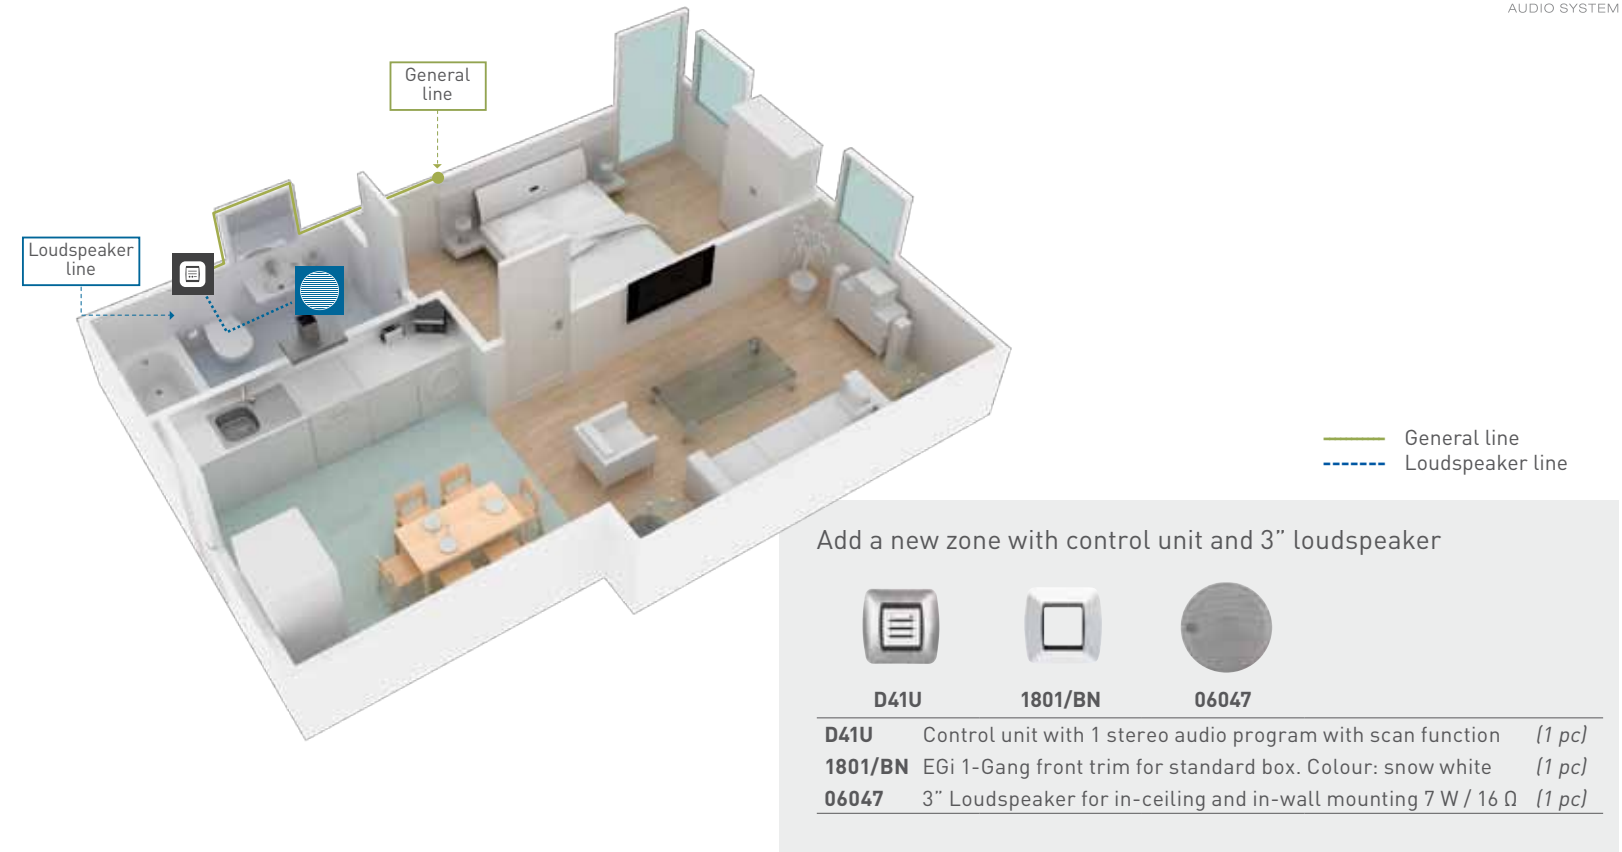 AUDIO SYSTEM
General
line
Loudspeaker
line
General line
Loudspeaker line
Add a new zone with control unit and 3” loudspeaker
D41U 1801/BN 06047
D41U Control unit with 1 stereo audio program with scan function (1 pc)
1801/BN EGi 1-Gang front trim for standard box. Colour: snow white (1 pc)
06047 3” Loudspeaker for in-ceiling and in-wall mounting 7 W / 16 Ω (1 pc)